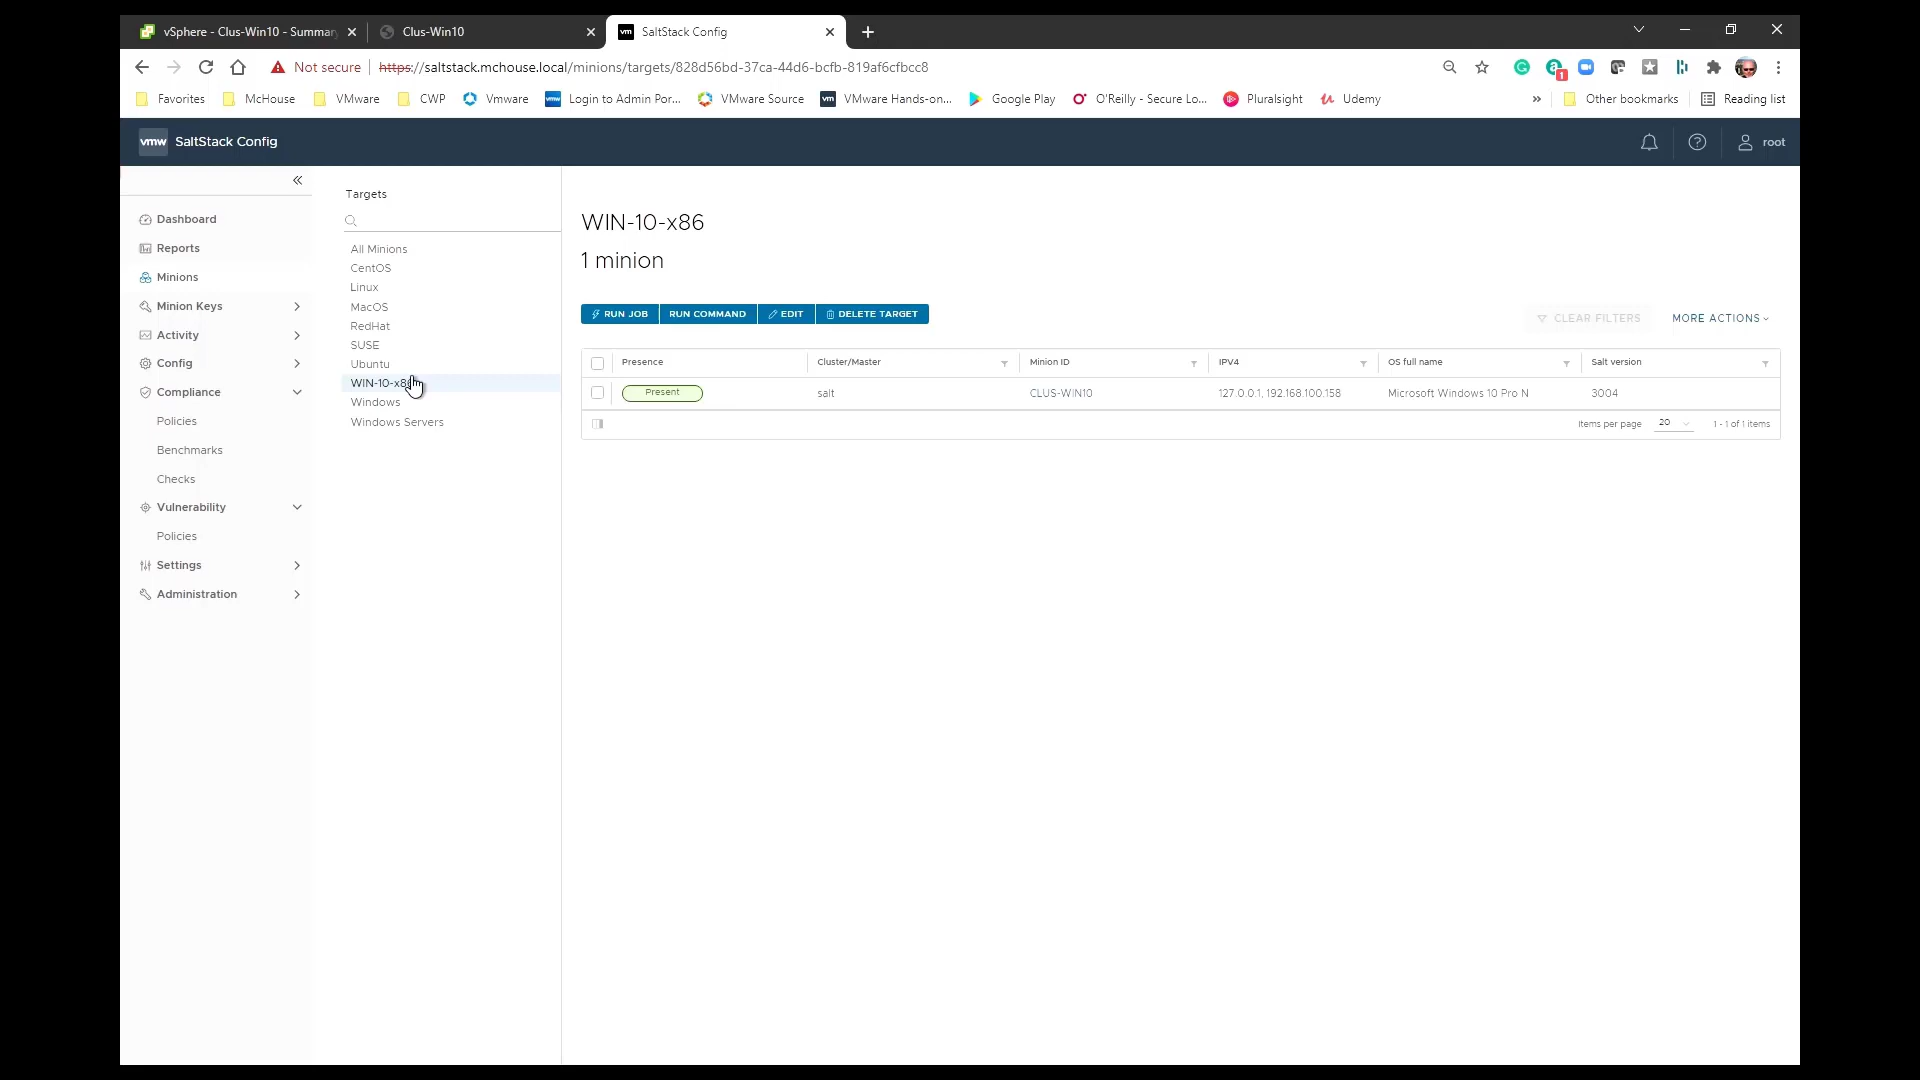 vSphere - Clus-Win10 - Summar
Clus-Win10
vm SaltStack Config
Not secure https://saltstack.mchouse.local/minions/targets/828d56bd-37ca-44d6-bcfb-819af6cfbcc8
1
Favorites McHouse VMware CWP Vmware Login to Admin Por... VMware Source VMware Hands-on... Google Play O'Reilly - Secure Lo... Pluralsight Udemy » Other bookmarks Reading list
vmw SaltStack Config root
Dashboard
Reports
Minions
Minion Keys
Activity
Config
Compliance
Policies
Benchmarks
Checks
Vulnerability
Policies
Settings
Administration
Targets
All Minions
CentOS
Linux
MacOS
RedHat
SUSE
Ubuntu
WIN-10-x86
Windows
Windows Servers
WIN-10-x86
1 minion
RUN JOB RUN COMMAND EDIT DELETE TARGET CLEAR FILTERS MORE ACTIONS
Presence Cluster/Master Minion ID IPV4 OS full name Salt version
Present salt CLUS-WIN10 127.0.0.1, 192.168.100.158 Microsoft Windows 10 Pro N 3004
Items per page 20 1 - 1 of 1 items